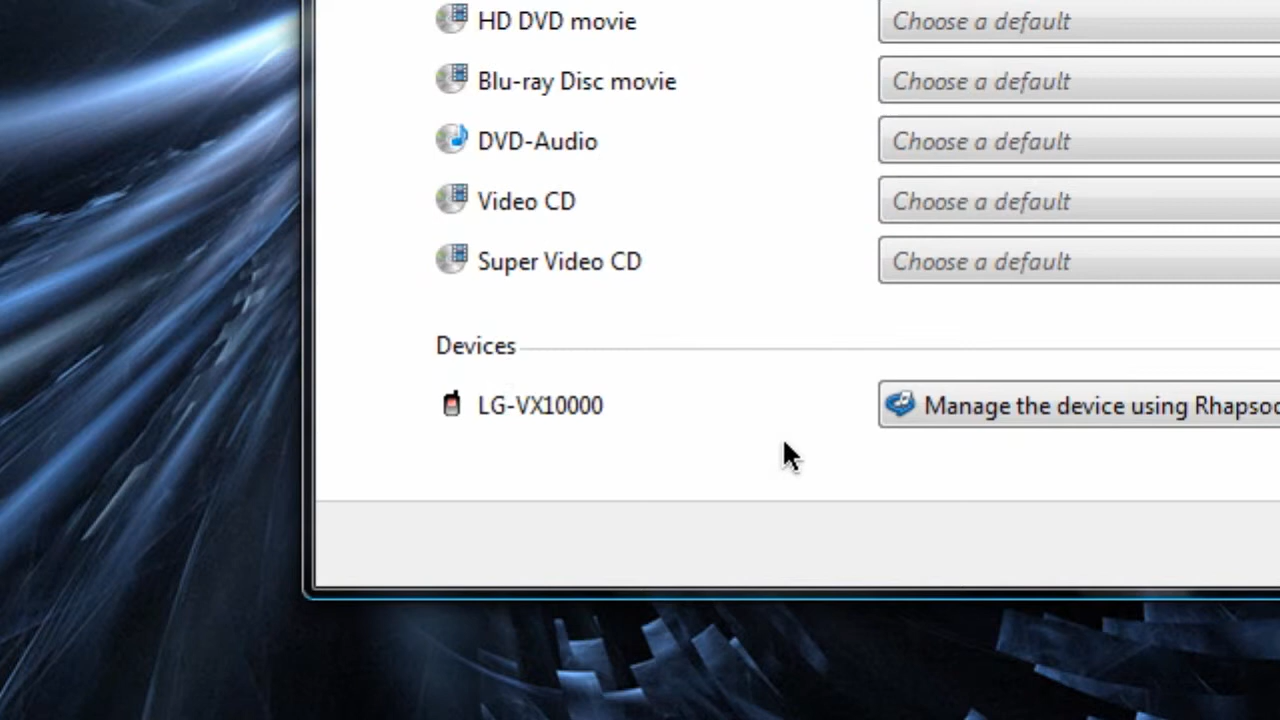 HD DVD movie Choose a default
Blu-ray Disc movie Choose a default
DVD-Audio Choose a default
Video CD Choose a default
Super Video CD Choose a default
Devices
LG-VX10000 Manage the device using